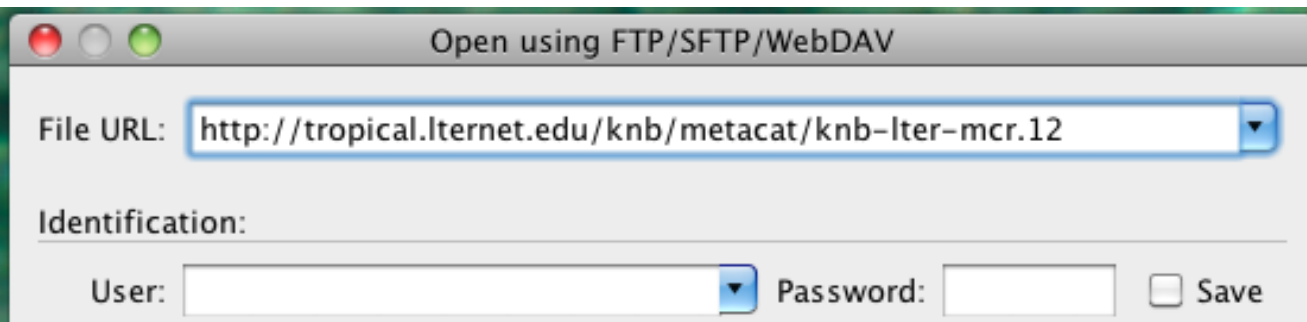 Open using FTP/SFTP/WebDAV
File URL: http://tropical.lternet.edu/knb/metacat/knb-lter-mcr.12
Identification:
User: Password: Save